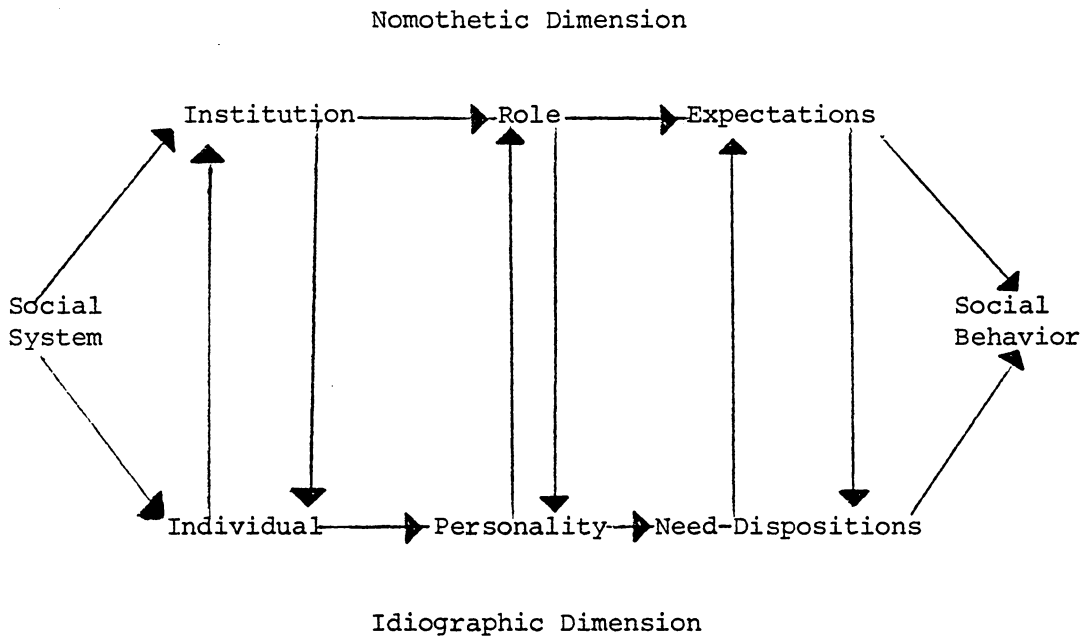 Nomothetic Dimension
Institution Role Expectations
Social
System
Social
Behavior
Individual Personality Need-Dispositions
Idiographic Dimension